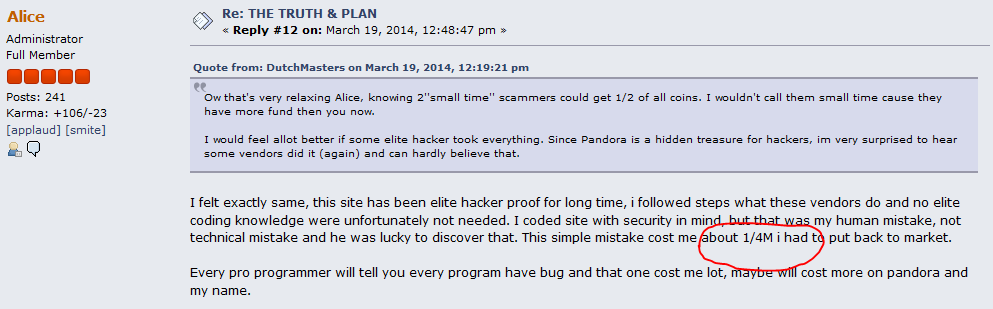 Alice
Administrator
Full Member
Posts: 241
Karma: +106/-23
[applaud] [smite]
Re: THE TRUTH & PLAN
« Reply #12 on: March 19, 2014, 12:48:47 pm »
Quote from: DutchMasters on March 19, 2014, 12:19:21 pm
Ow that's very relaxing Alice, knowing 2"small time" scammers could get 1/2 of all coins. I wouldn't call them small time cause they
have more fund then you now.
I would feel allot better if some elite hacker took everything. Since Pandora is a hidden treasure for hackers, im very surprised to hear
some vendors did it (again) and can hardly believe that.
I felt exactly same, this site has been elite hacker proof for long time, i followed steps what these vendors do and no elite
coding knowledge were unfortunately not needed. I coded site with security in mind, but that was my human mistake, not
technical mistake and he was lucky to discover that. This simple mistake cost me about 1/4M i had to put back to market.
Every pro programmer will tell you every program have bug and that one cost me lot, maybe will cost more on pandora and
my name.